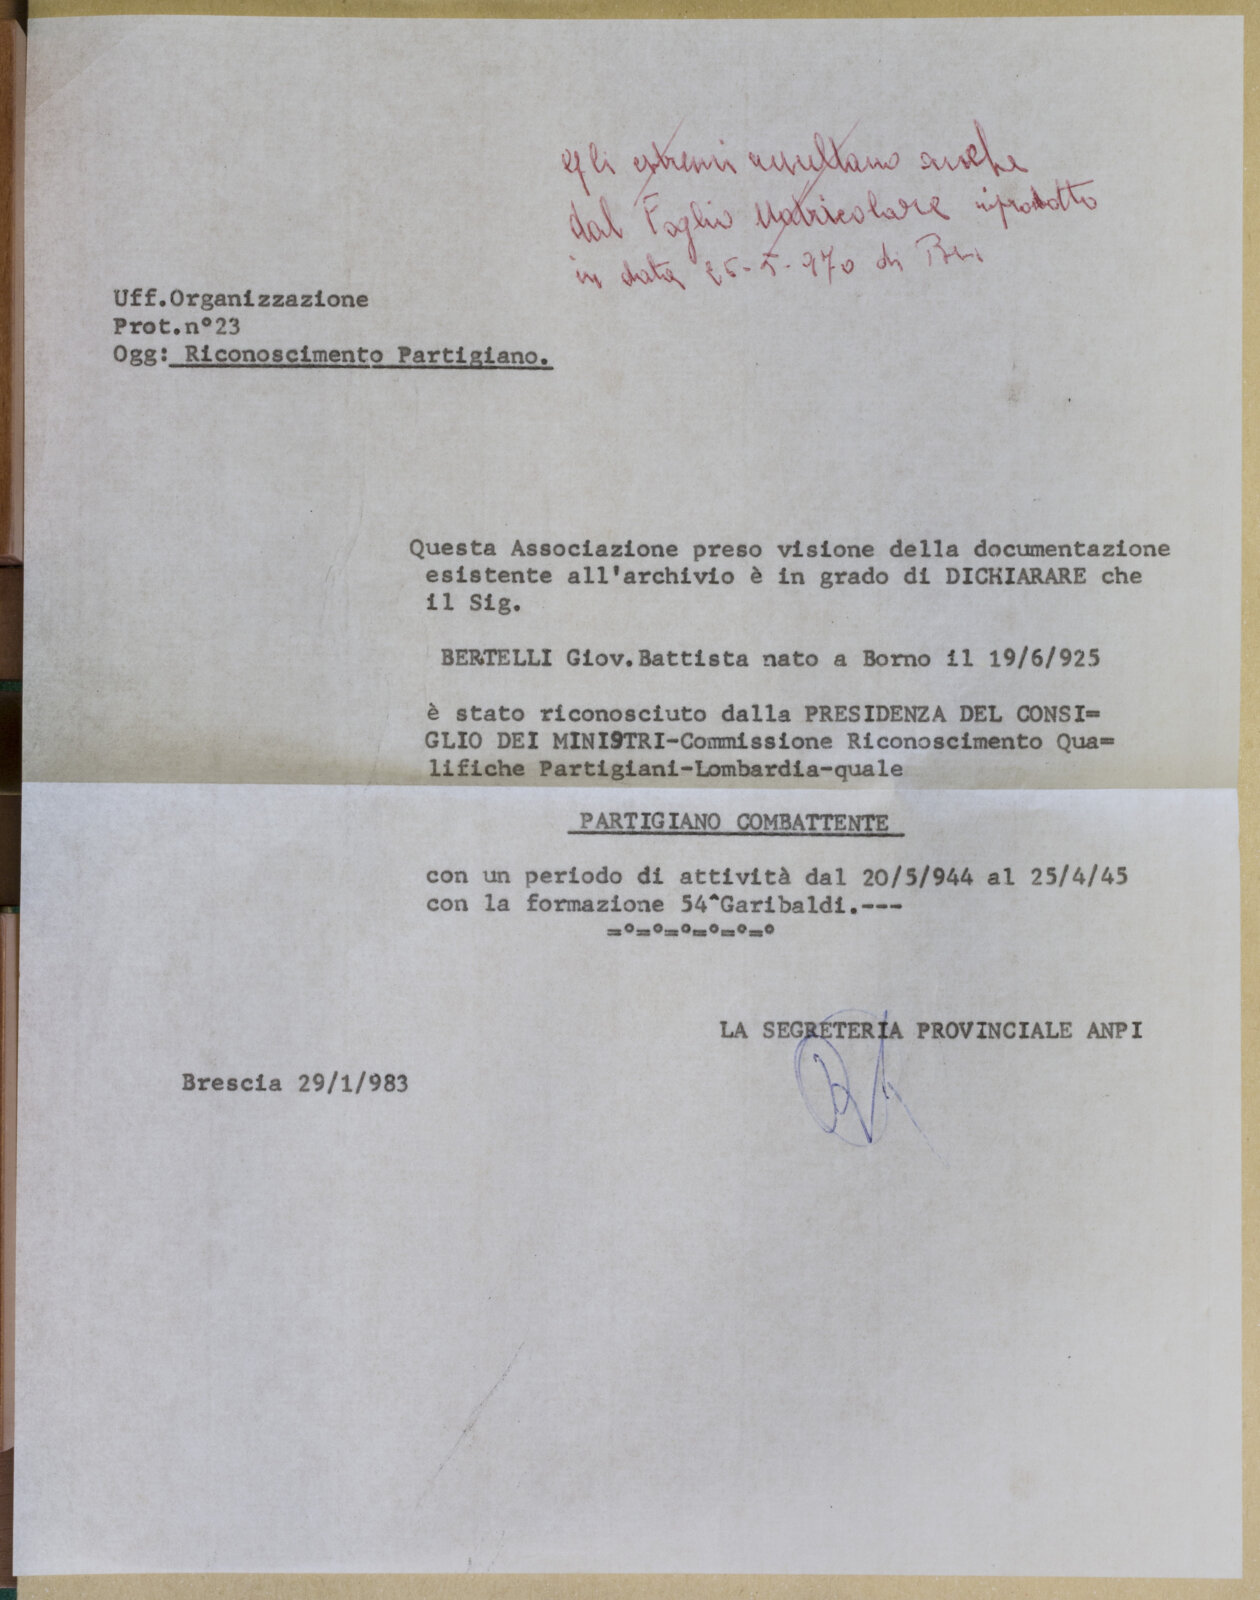 gli estremi risultano anche
dal Foglio Matricolare riprodotto
in data 25-5-970 di
Uff.Organizzazione
Prot.n°23
Ogg: Riconoscimento Partigiano.
Questa Associazione preso visione della documentazione
esistente all'archivio è in grado di DICHIARARE che
il Sig.
BERTELLI Giov.Battista nato a Borno il 19/6/925
è stato riconosciuto dalla PRESIDENZA DEL CONSI=
GLIO DEI MINI9TRI-Commissione Riconoscimento Qua=
lifiche Partigiani-Lombardia-quale
PARTIGIANO COMBATTENTE
con un periodo di attività dal 20/5/944 al 25/4/45
con la formazione 54^Garibaldi.---
=°=°=°=°=°=°
LA SEGRETERIA PROVINCIALE ANPI
Brescia 29/1/983